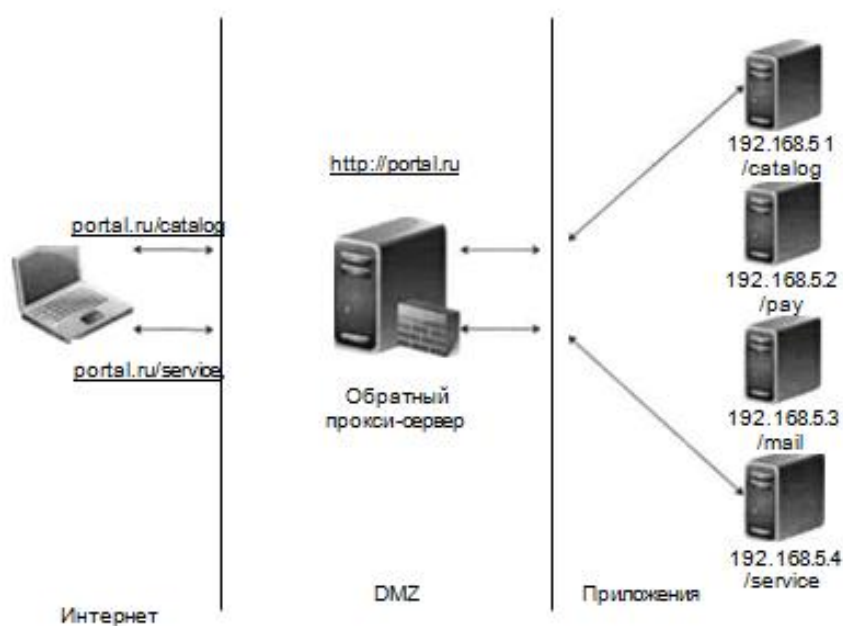 http://portal.ru
portal.ru/catalog
portal.ru/service,
Обратный
прокси-сервер
192.168.5 1
/catalog
192.168.5.2
/pay
192.168.5.3
/mail
192.168.5.4
/service
Интернет
DMZ
Приложения